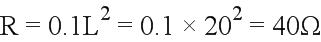 R = 0.1L² = 0.1 × 20² = 40Ω